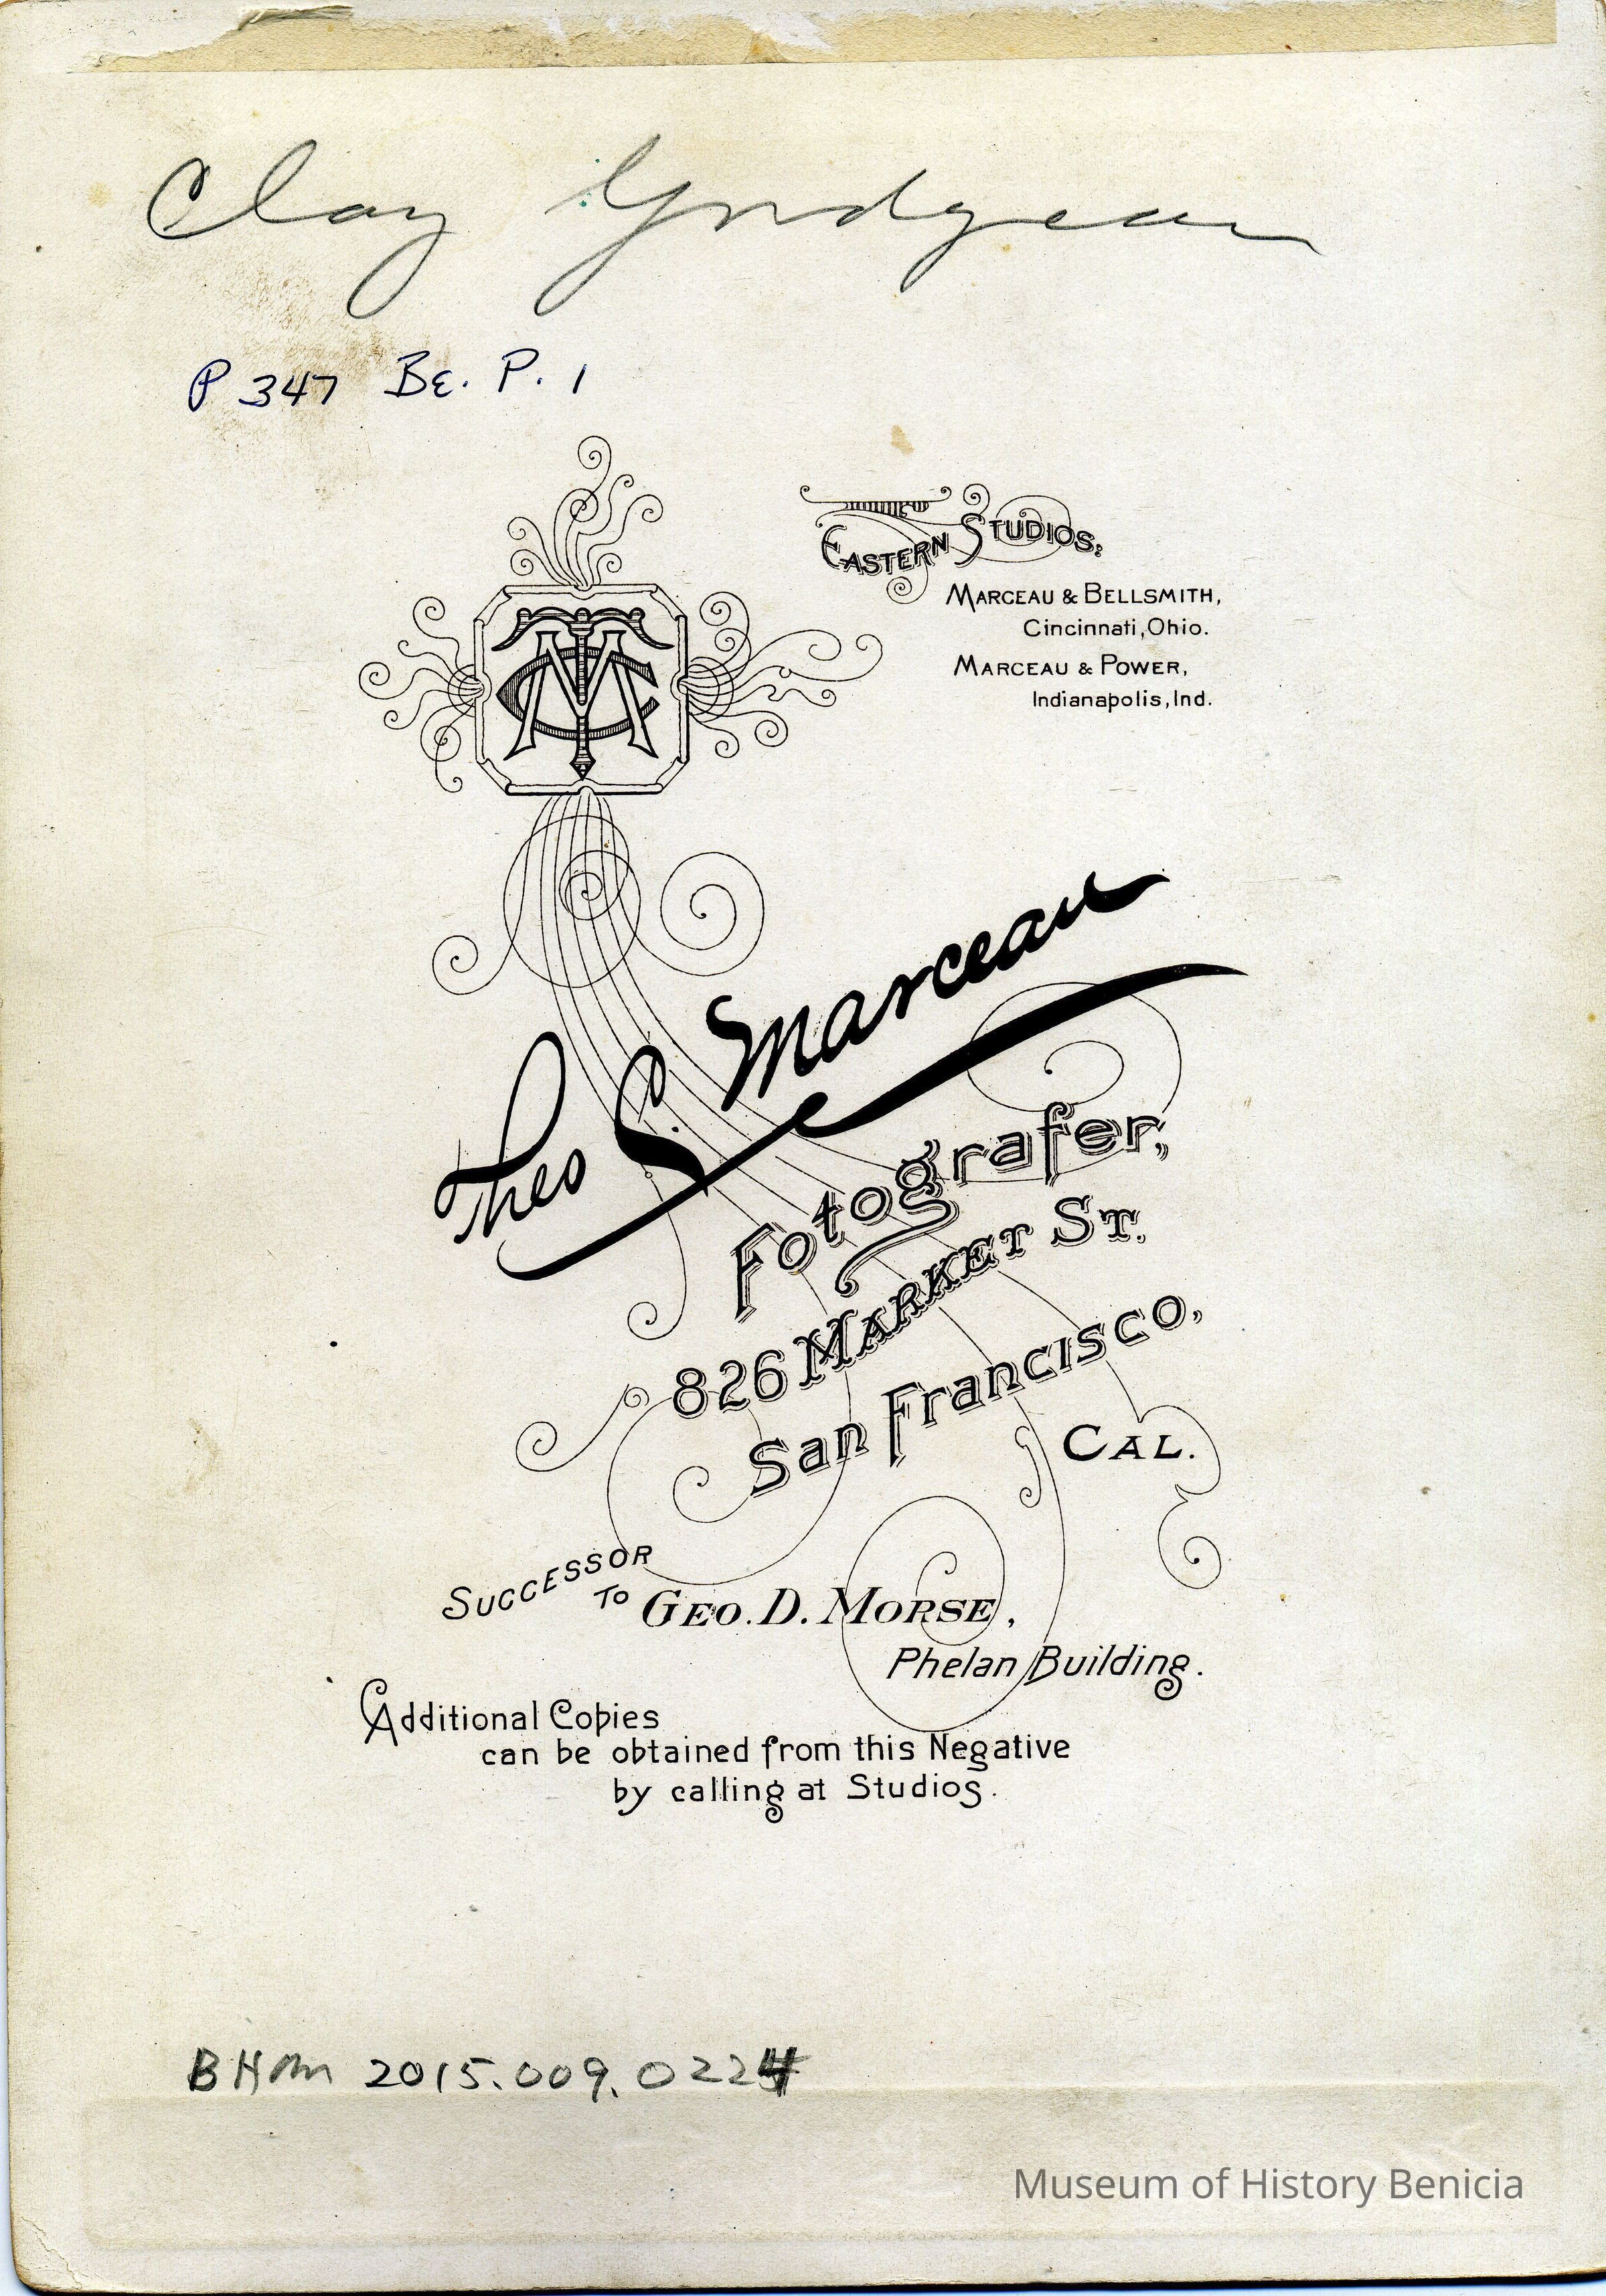 Clay Goodyear
P 347 BE. P. 1
EASTERN STUDIOS;
MARCEAU & BELLSMITH,
Cincinnati, Ohio.
MARCEAU & POWER,
Indianapolis, Ind.
Theo C. Marceau
Fotografer,
826 MARKET ST.
San Francisco,
CAL.
SUCCESSOR
TO GEO. D. MORSE,
Phelan Building.
Additional Copies
can be obtained from this Negative
by calling at Studios.
BHM 2015.009.0224
Museum of History Benicia